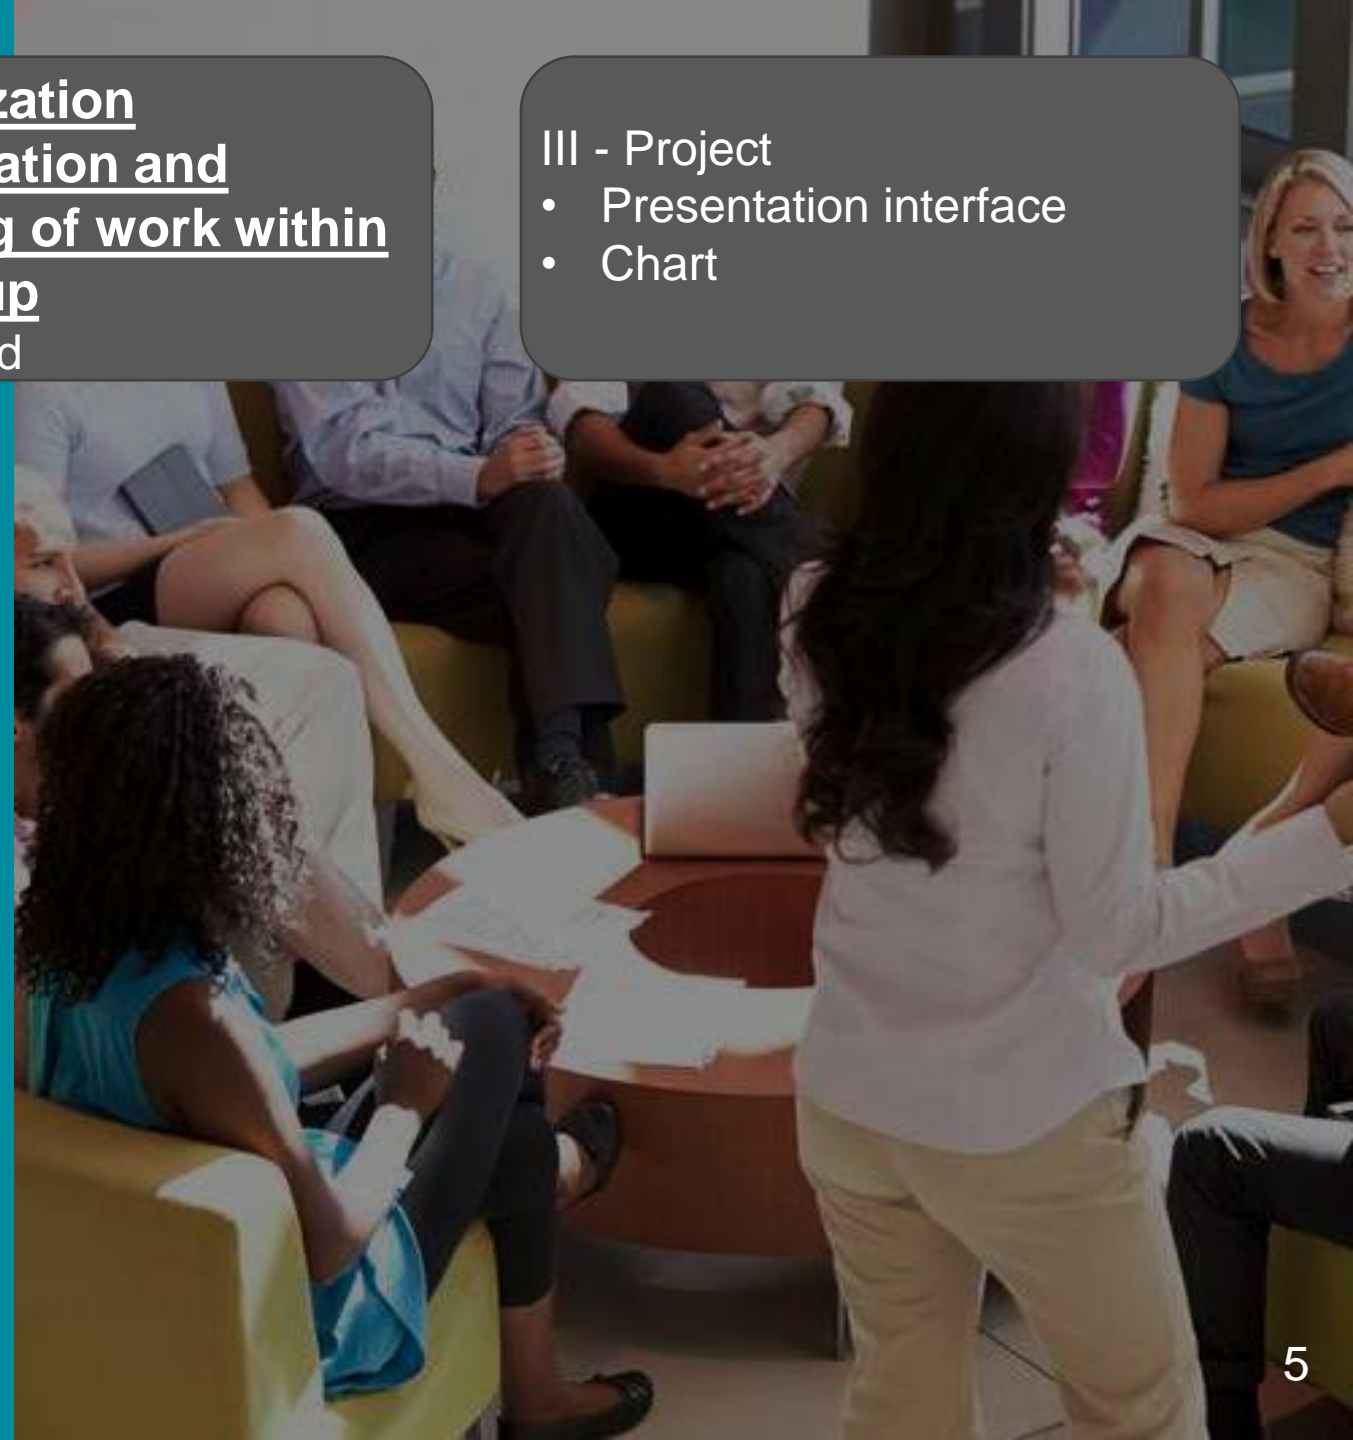 zation
ation and
g of work within
up
d
III - Project
• Presentation interface
• Chart
5